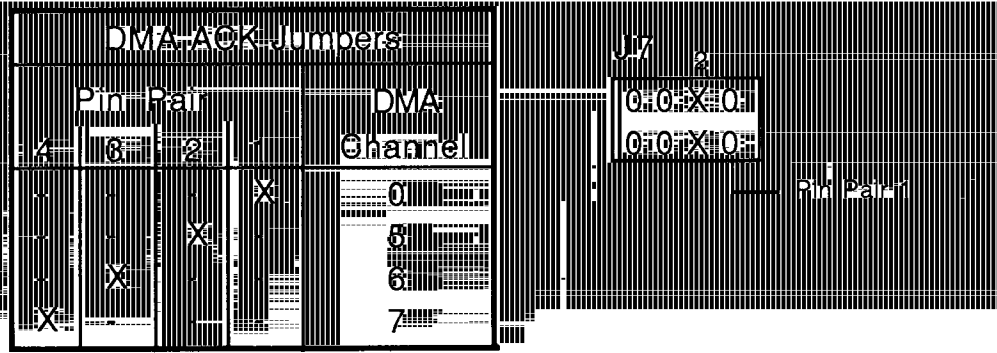 DMA ACK Jumpers
Pin Pair DMA
4 3 2 1 Channel
- - - X 0
- - X - 5
- X - - 6
X - - - 7
J7 2
0 0 X 0
0 0 X 0
Pin Pair 1